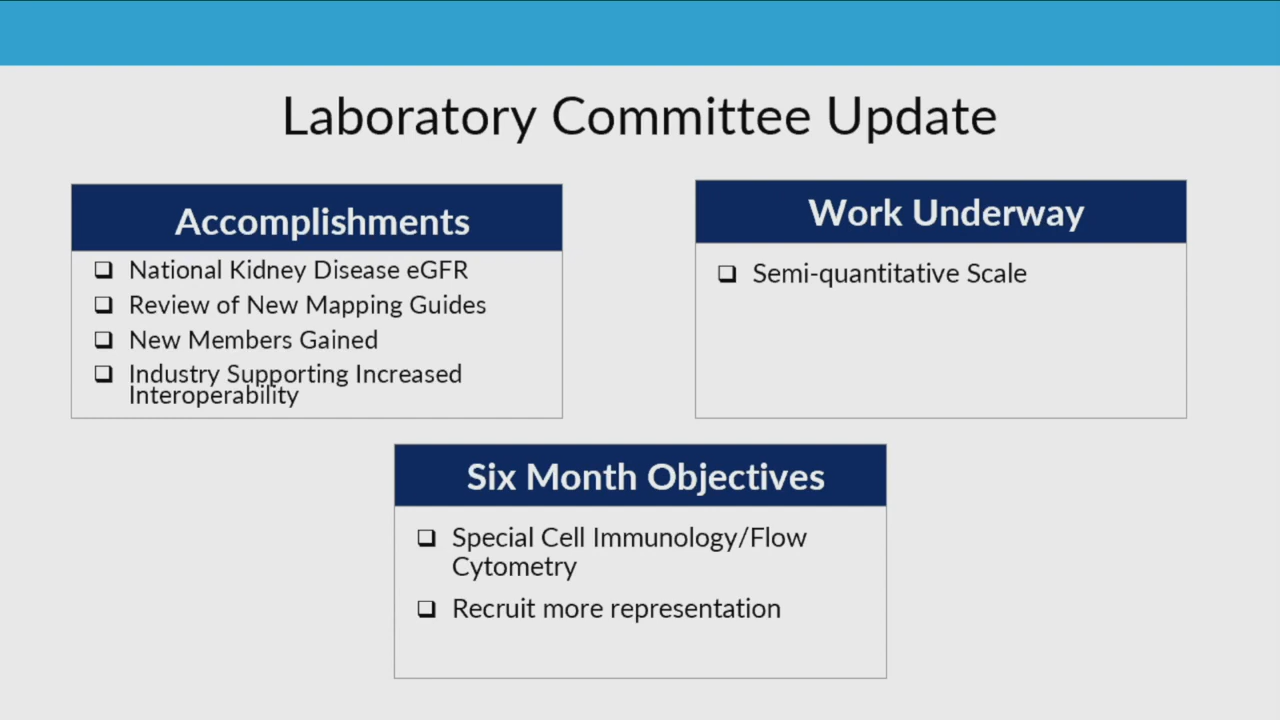 Laboratory Committee Update
Accomplishments
National Kidney Disease eGFR
Review of New Mapping Guides
New Members Gained
Industry Supporting Increased
Interoperability
Work Underway
Semi-quantitative Scale
Six Month Objectives
Special Cell Immunology/Flow
Cytometry
Recruit more representation